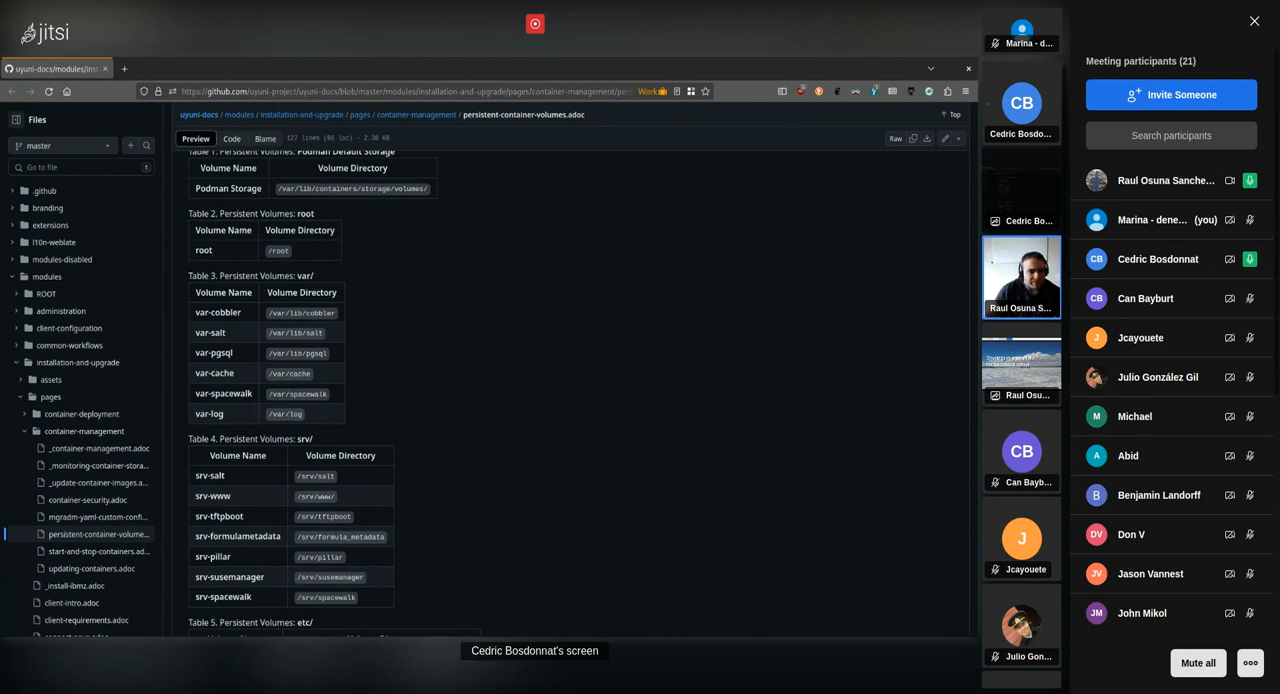 jitsi
uyuni-docs/modules/inst
https://github.com/uyuni-project/uyuni-docs/blob/master/modules/installation-and-upgrade/pages/container-management/per
Work
Files
master
Go to file
t
.github
branding
extensions
l10n-weblate
modules-disabled
modules
ROOT
administration
client-configuration
common-workflows
installation-and-upgrade
assets
pages
container-deployment
container-management
_container-management.adoc
_monitoring-container-stora...
_update-container-images.a...
container-security.adoc
mgradm-yaml-custom-confi...
persistent-container-volume...
start-and-stop-containers.ad...
updating-containers.adoc
_install-ibmz.adoc
client-intro.adoc
client-requirements.adoc
uyuni-docs / modules / installation-and-upgrade / pages / container-management / persistent-container-volumes.adoc
Top
Preview Code Blame 127 lines (86 loc) · 2.38 KB
Raw
Table 1. Persistent Volumes: Podman Default Storage
Volume Name Volume Directory
Podman Storage /var/lib/containers/storage/volumes/
Table 2. Persistent Volumes: root
Volume Name Volume Directory
root /root
Table 3. Persistent Volumes: var/
Volume Name Volume Directory
var-cobbler /var/lib/cobbler
var-salt /var/lib/salt
var-pgsql /var/lib/pgsql
var-cache /var/cache
var-spacewalk /var/spacewalk
var-log /var/log
Table 4. Persistent Volumes: srv/
Volume Name Volume Directory
srv-salt /srv/salt
srv-www /srv/www/
srv-tftpboot /srv/tftpboot
srv-formulametadata /srv/formula_metadata
srv-pillar /srv/pillar
srv-susemanager /srv/susemanager
srv-spacewalk /srv/spacewalk
Table 5. Persistent Volumes: etc/
Cedric Bosdonnat's screen
Marina - d...
CB
Cedric Bosdo...
Cedric Bo...
Raul Osuna S...
Raul Osu...
CB
Can Bayb...
J
Jcayouete
Julio Gon...
Meeting participants (21)
Invite Someone
Search participants
Raul Osuna Sanche...
Marina - dene... (you)
CB Cedric Bosdonnat
CB Can Bayburt
J Jcayouete
Julio González Gil
M Michael
A Abid
B Benjamin Landorff
DV Don V
JV Jason Vannest
JM John Mikol
Mute all